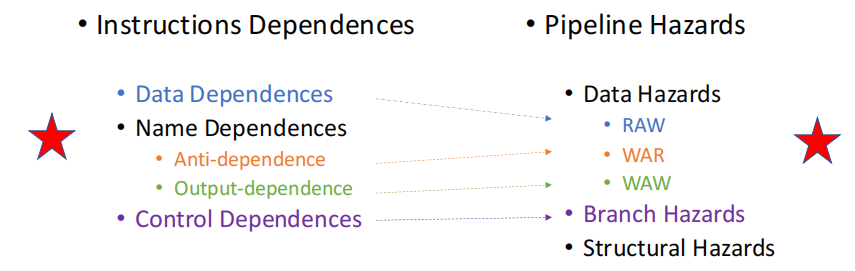 • Instructions Dependences
• Data Dependences
• Name Dependences
• Anti-dependence
• Output-dependence
• Control Dependences
• Pipeline Hazards
• Data Hazards
• RAW
• WAR
• WAW
• Branch Hazards
• Structural Hazards